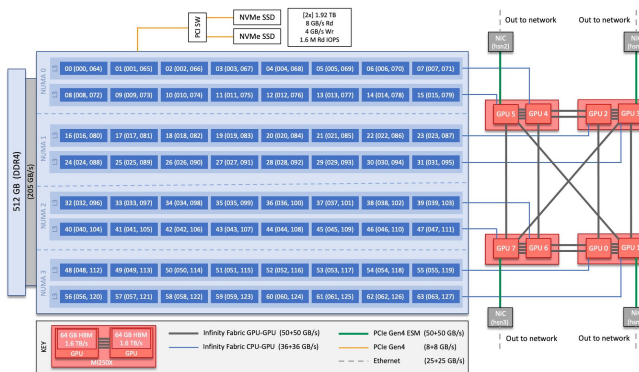 Out to network
Out to network
NVMe SSD
NVMe SSD
PCI SW
[2x] 1.92 TB
8 GB/s Rd
4 GB/s Wr
1.6 M Rd IOPS
NIC
(hsn2)
NIC
512 GB (DDR4)
(205 GB/s)
NUMA 0
L3
00 (000, 064) 01 (001, 065) 02 (002, 066) 03 (003, 067) 04 (004, 068) 05 (005, 069) 06 (006, 070) 07 (007, 071)
L3
08 (008, 072) 09 (009, 073) 10 (010, 074) 11 (011, 075) 12 (012, 076) 13 (013, 077) 14 (014, 078) 15 (015, 079)
GPU 5 GPU 4 GPU 2 GPU 3
NUMA 1
L3
16 (016, 080) 17 (017, 081) 18 (018, 082) 19 (019, 083) 20 (020, 084) 21 (021, 085) 22 (022, 086) 23 (023, 087)
L3
24 (024, 088) 25 (025, 089) 26 (026, 090) 27 (027, 091) 28 (028, 092) 29 (029, 093) 30 (030, 094) 31 (031, 095)
NUMA 2
L3
32 (032, 096) 33 (033, 097) 34 (034, 098) 35 (035, 099) 36 (036, 100) 37 (037, 101) 38 (038, 102) 39 (039, 103)
L3
40 (040, 104) 41 (041, 105) 42 (042, 106) 43 (043, 107) 44 (044, 108) 45 (045, 109) 46 (046, 110) 47 (047, 111)
GPU 7 GPU 6 GPU 0 GPU 1
NUMA 3
L3
48 (048, 112) 49 (049, 113) 50 (050, 114) 51 (051, 115) 52 (052, 116) 53 (053, 117) 54 (054, 118) 55 (055, 119)
L3
56 (056, 120) 57 (057, 121) 58 (058, 122) 59 (059, 123) 60 (060, 124) 61 (061, 125) 62 (062, 126) 63 (063, 127)
NIC
(hsn3)
NIC
Out to network
Out to network
KEY
64 GB HBM
1.6 TB/s
GPU
64 GB HBM
1.6 TB/s
GPU
MI250X
Infinity Fabric GPU-GPU (50+50 GB/s)
Infinity Fabric CPU-GPU (36+36 GB/s)
PCIe Gen4 ESM (50+50 GB/s)
PCIe Gen4 (8+8 GB/s)
Ethernet (25+25 GB/s)